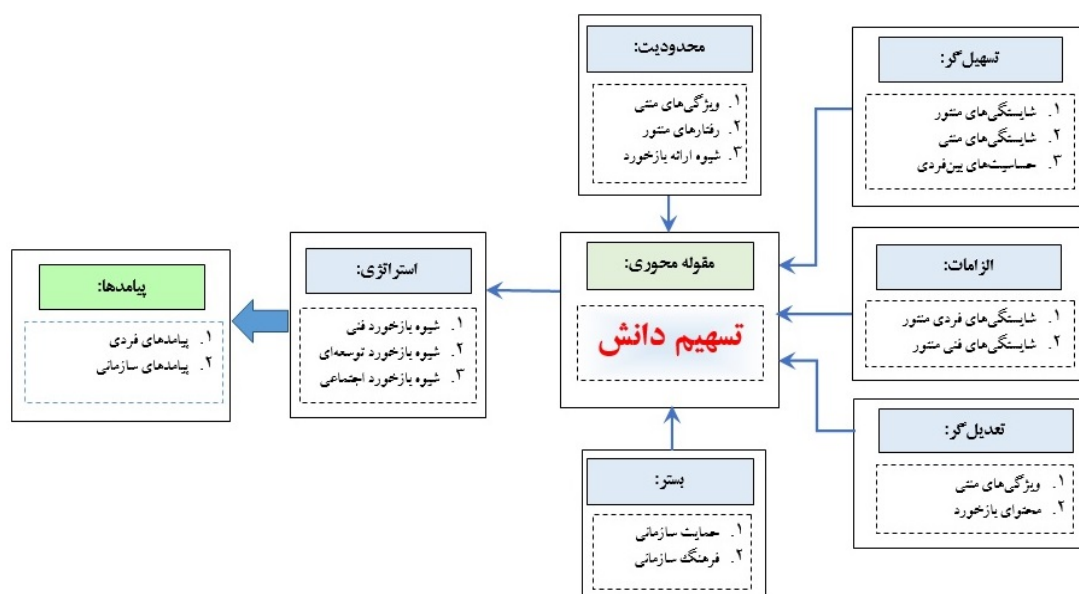 تسهیل‌گر:
۱. شایستگی‌های منتور
۲. شایستگی‌های منتی
۳. حساسیت‌های بین‌فردی
الزامات:
۱. شایستگی‌های فردی منتور
۲. شایستگی‌های فنی منتور
تعدیل‌گر:
۱. ویژگی‌های منتی
۲. محتوای بازخورد
محدودیت:
۱. ویژگی‌های منتی
۲. رفتارهای منتور
۳. شیوه ارائه بازخورد
مقوله محوری:
تسهیم دانش
بستر:
۱. حمایت سازمانی
۲. فرهنگ سازمانی
استراتژی:
۱. شیوه بازخورد فنی
۲. شیوه بازخورد توسعه‌ای
۳. شیوه بازخورد اجتماعی
پیامدها:
۱. پیامدهای فردی
۲. پیامدهای سازمانی